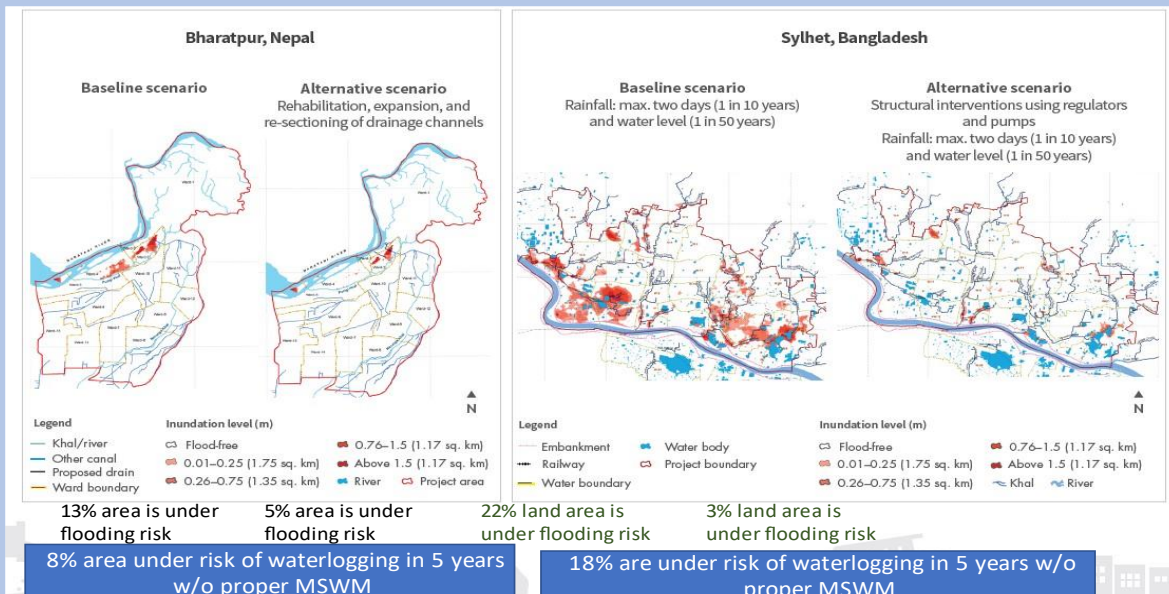 Bharatpur, Nepal
Baseline scenario
Alternative scenario
Rehabilitation, expansion, and
re-sectioning of drainage channels
N
Legend
Khal/river
Other canal
Proposed drain
Ward boundary
Inundation level (m)
Flood-free
0.01–0.25 (1.75 sq. km)
0.26–0.75 (1.35 sq. km)
0.76–1.5 (1.17 sq. km)
Above 1.5 (1.17 sq. km)
River
Project area
Sylhet, Bangladesh
Baseline scenario
Rainfall: max. two days (1 in 10 years)
and water level (1 in 50 years)
Alternative scenario
Structural interventions using regulators
and pumps
Rainfall: max. two days (1 in 10 years)
and water level (1 in 50 years)
N
Legend
Embankment
Railway
Water boundary
Water body
Project boundary
Inundation level (m)
Flood-free
0.01–0.25 (1.75 sq. km)
0.26–0.75 (1.35 sq. km)
0.76–1.5 (1.17 sq. km)
Above 1.5 (1.17 sq. km)
Khal
River
13% area is under
flooding risk
5% area is under
flooding risk
22% land area is
under flooding risk
3% land area is
under flooding risk
8% area under risk of waterlogging in 5 years
w/o proper MSWM
18% are under risk of waterlogging in 5 years w/o
proper MSWM